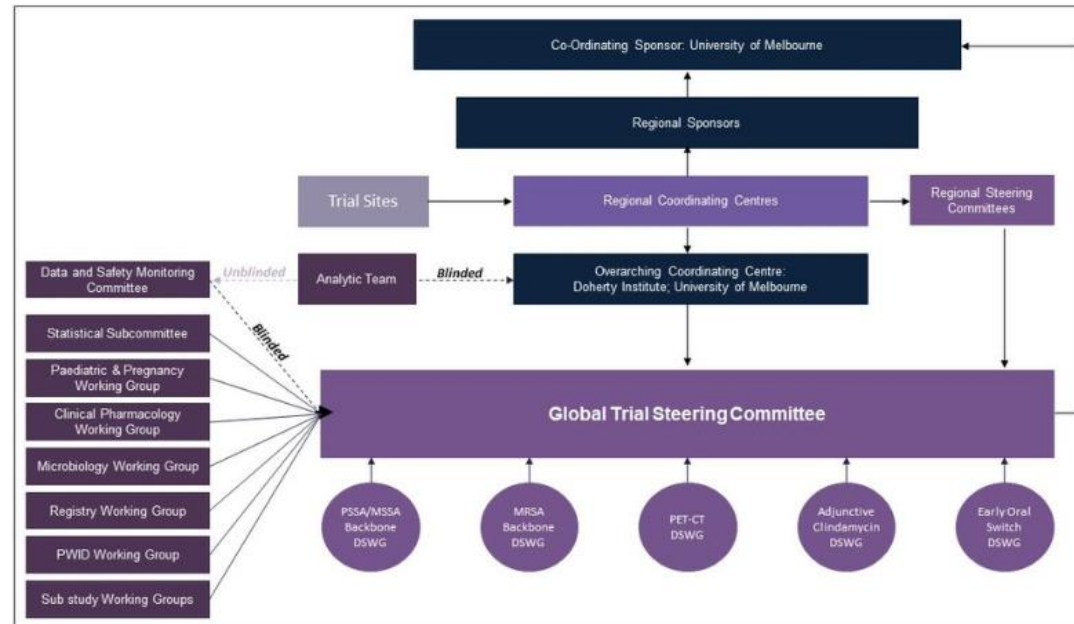 Co-Ordinating Sponsor: University of Melbourne
Regional Sponsors
Trial Sites
Regional Coordinating Centres
Regional Steering
Committees
Data and Safety Monitoring
Committee
Unblinded
Analytic Team
Blinded
Overarching Coordinating Centre:
Doherty Institute; University of Melbourne
Blinded
Statistical Subcommittee
Paediatric & Pregnancy
Working Group
Clinical Pharmacology
Working Group
Microbiology Working Group
Registry Working Group
PWID Working Group
Sub study Working Groups
Global Trial Steering Committee
PSSA/MSSA
Backbone
DSWG
MRSA
Backbone
DSWG
PET-CT
DSWG
Adjunctive
Clindamycin
DSWG
Early Oral
Switch
DSWG